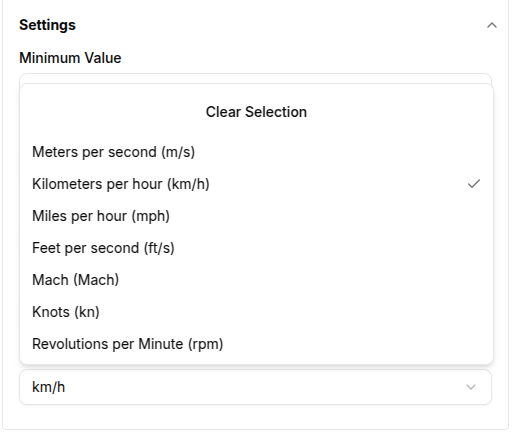 Settings
Minimum Value
Clear Selection
Meters per second (m/s)
Kilometers per hour (km/h)
Miles per hour (mph)
Feet per second (ft/s)
Mach (Mach)
Knots (kn)
Revolutions per Minute (rpm)
km/h